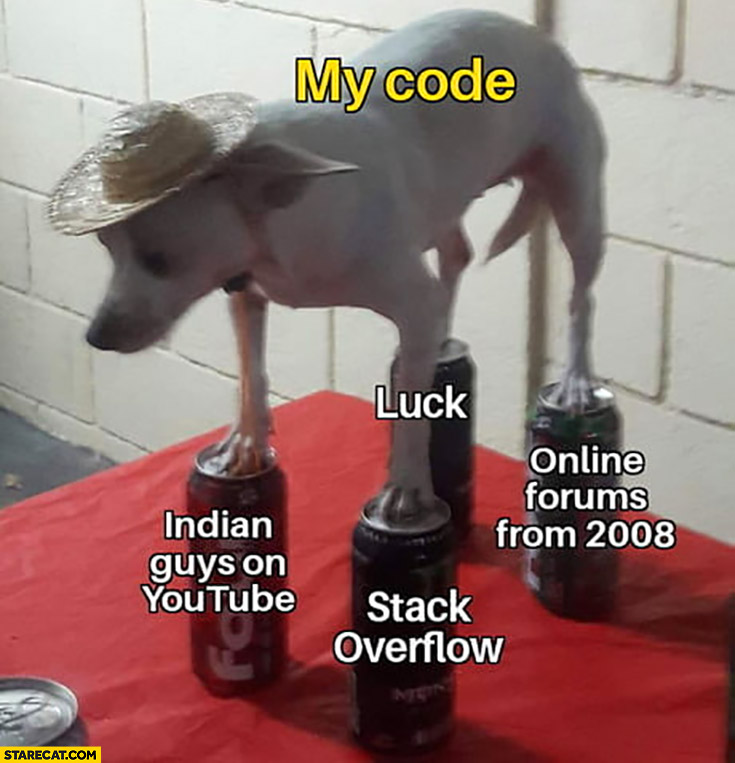 My code
Luck
Online
forums
from 2008
Indian
guys on
YouTube
Stack
Overflow
STARECAT.COM